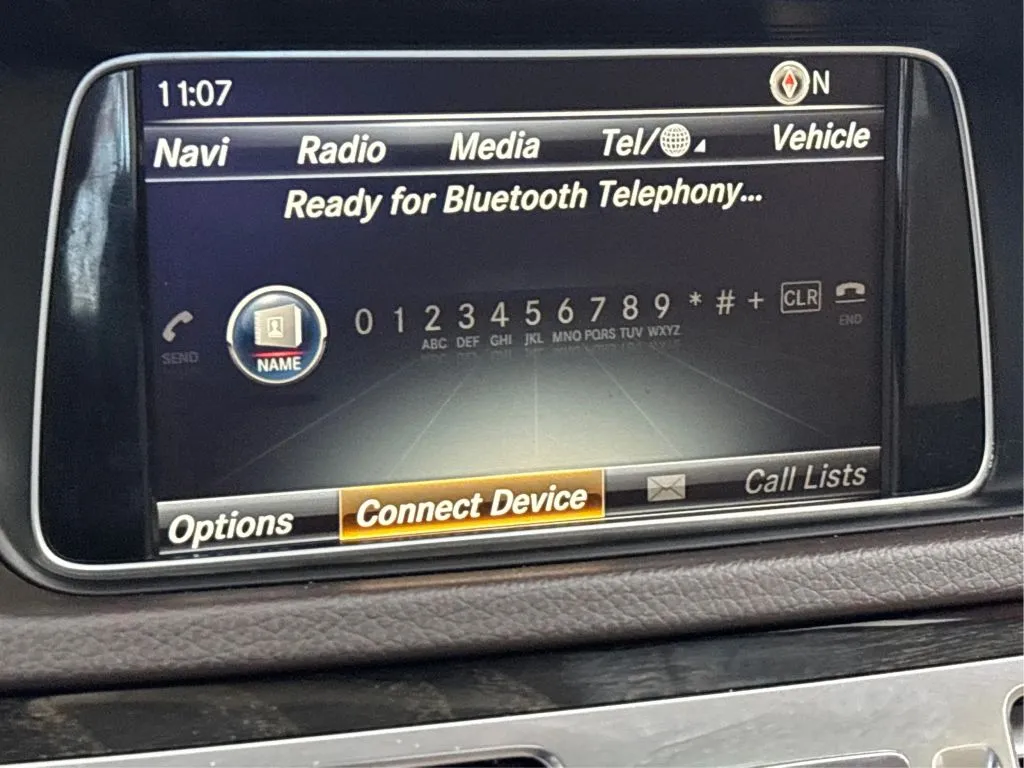 11:07 N
Navi Radio Media Tel/ Vehicle
Ready for Bluetooth Telephony...
SEND NAME 0 1 2 3 4 5 6 7 8 9 * # + CLR END
ABC DEF GHI JKL MNO PQRS TUV WXYZ
Options Connect Device Call Lists